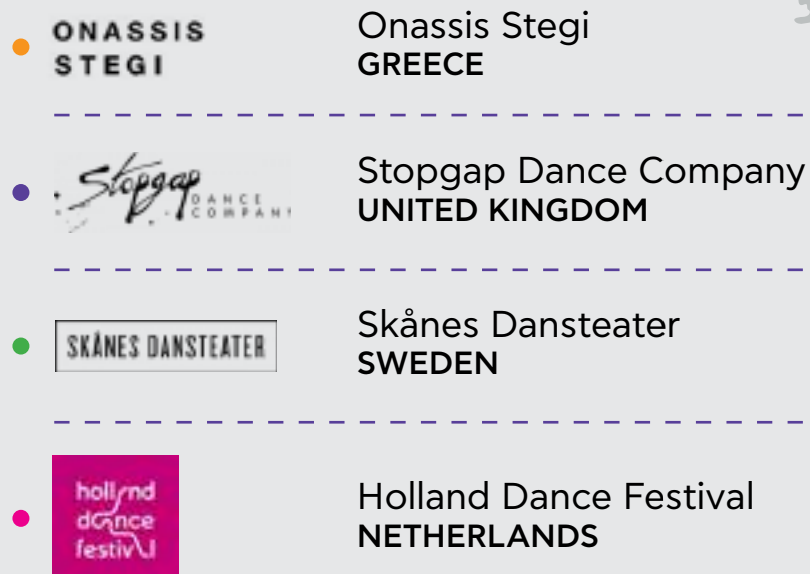 ONASSIS
STEGI
Onassis Stegi
GREECE
Stopgap
DANCE
COMPANY
Stopgap Dance Company
UNITED KINGDOM
SKÅNES DANSTEATER
Skånes Dansteater
SWEDEN
holland
dance
festival
Holland Dance Festival
NETHERLANDS